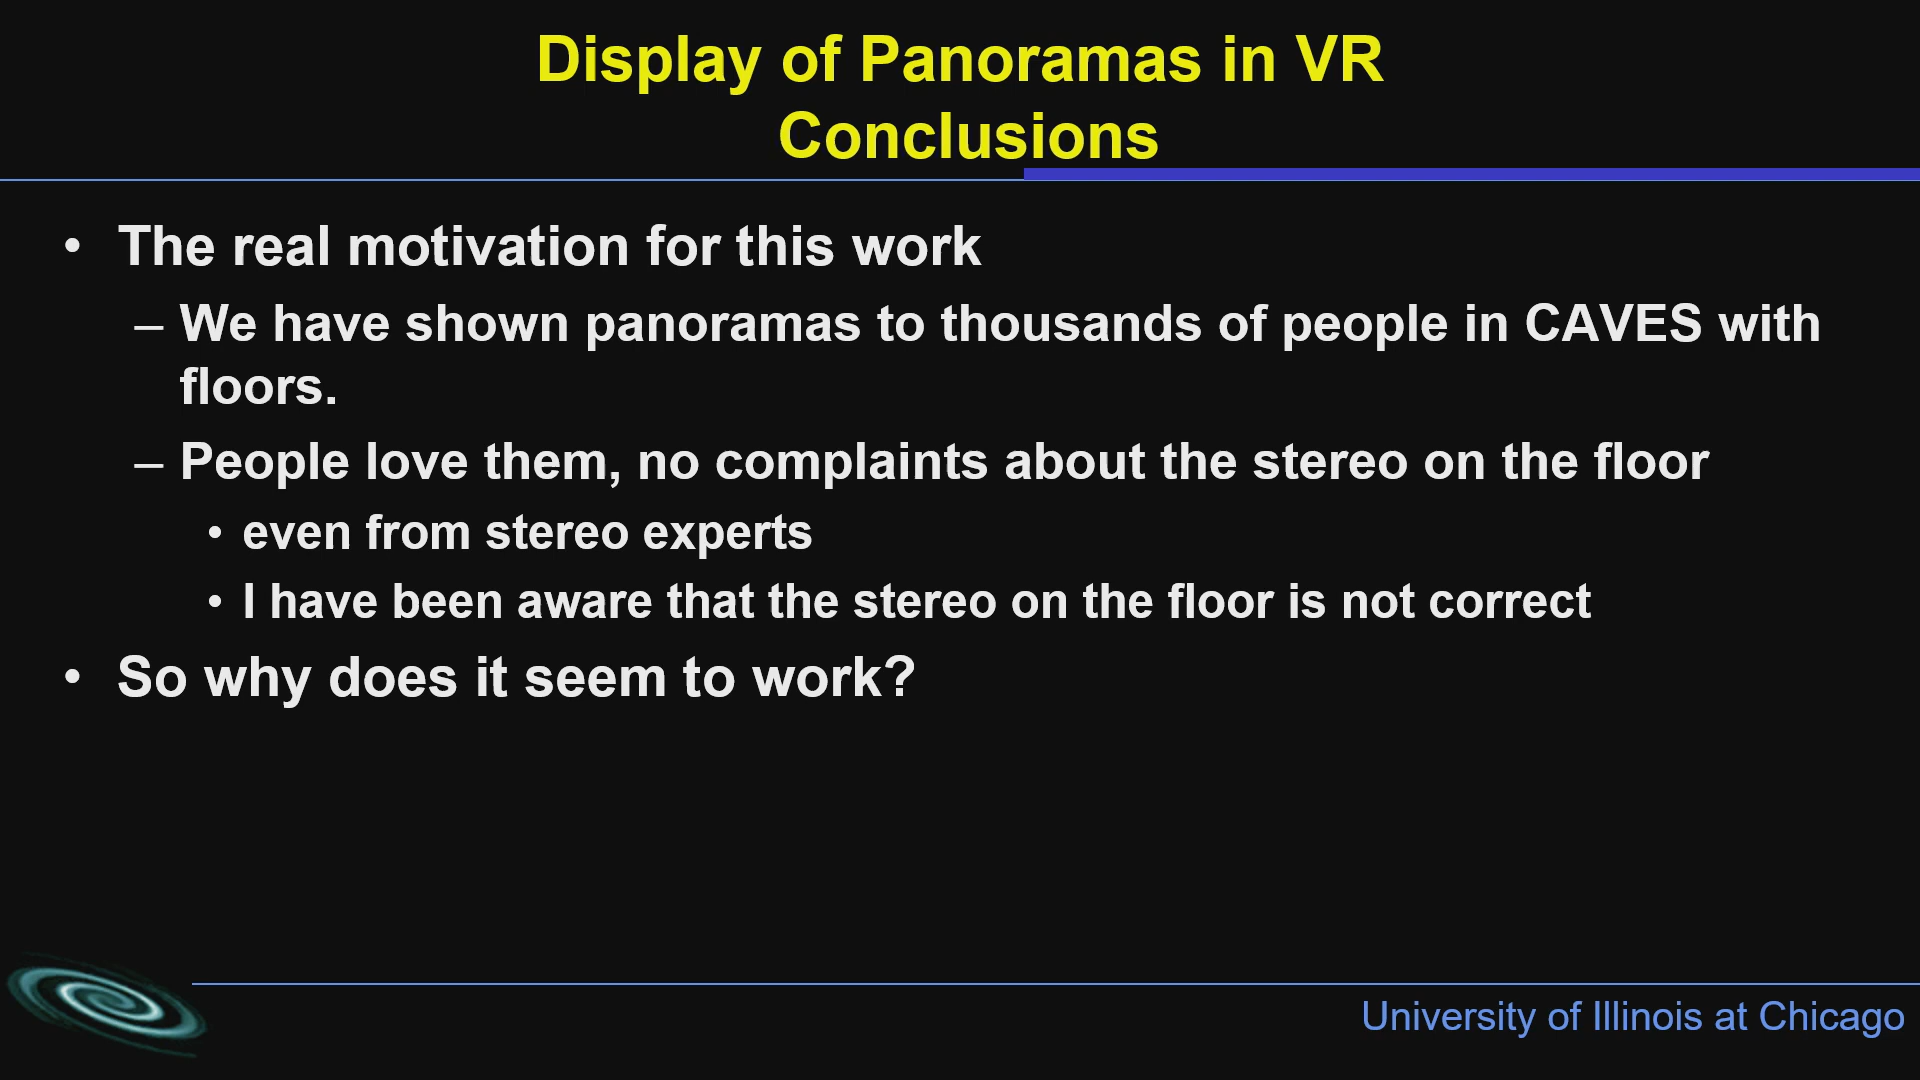 Display of Panoramas in VR
Conclusions
• The real motivation for this work
– We have shown panoramas to thousands of people in CAVES with
floors.
– People love them, no complaints about the stereo on the floor
• even from stereo experts
• I have been aware that the stereo on the floor is not correct
• So why does it seem to work?
University of Illinois at Chicago